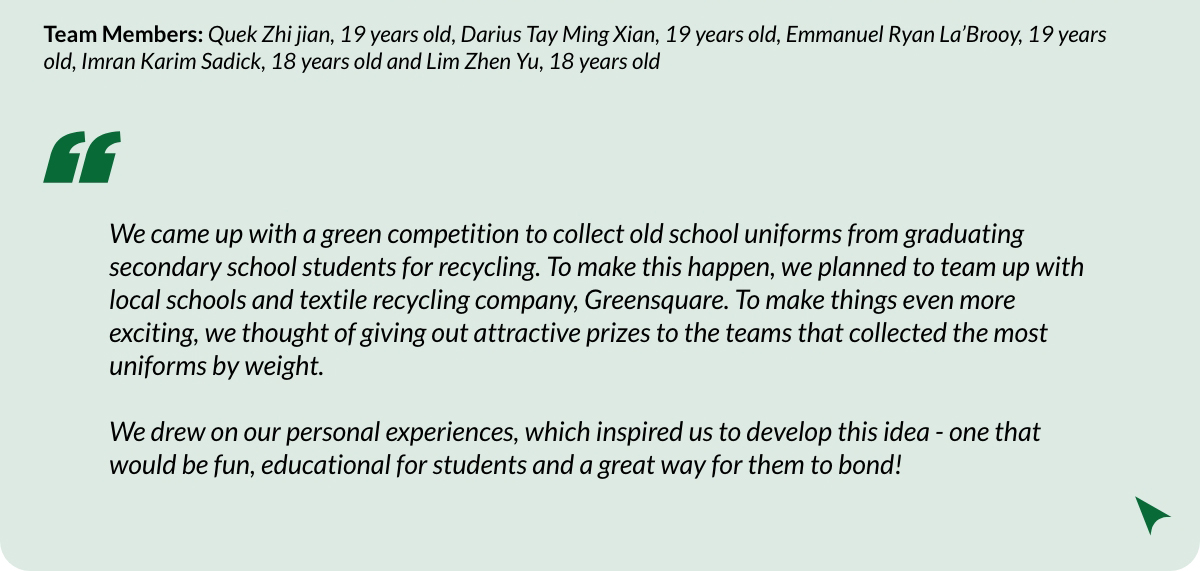 Team Members: Quek Zhi jian, 19 years old, Darius Tay Ming Xian, 19 years old, Emmanuel Ryan La’Brooy, 19 years
old, Imran Karim Sadick, 18 years old and Lim Zhen Yu, 18 years old
“
We came up with a green competition to collect old school uniforms from graduating
secondary school students for recycling. To make this happen, we planned to team up with
local schools and textile recycling company, Greensquare. To make things even more
exciting, we thought of giving out attractive prizes to the teams that collected the most
uniforms by weight.
We drew on our personal experiences, which inspired us to develop this idea - one that
would be fun, educational for students and a great way for them to bond!